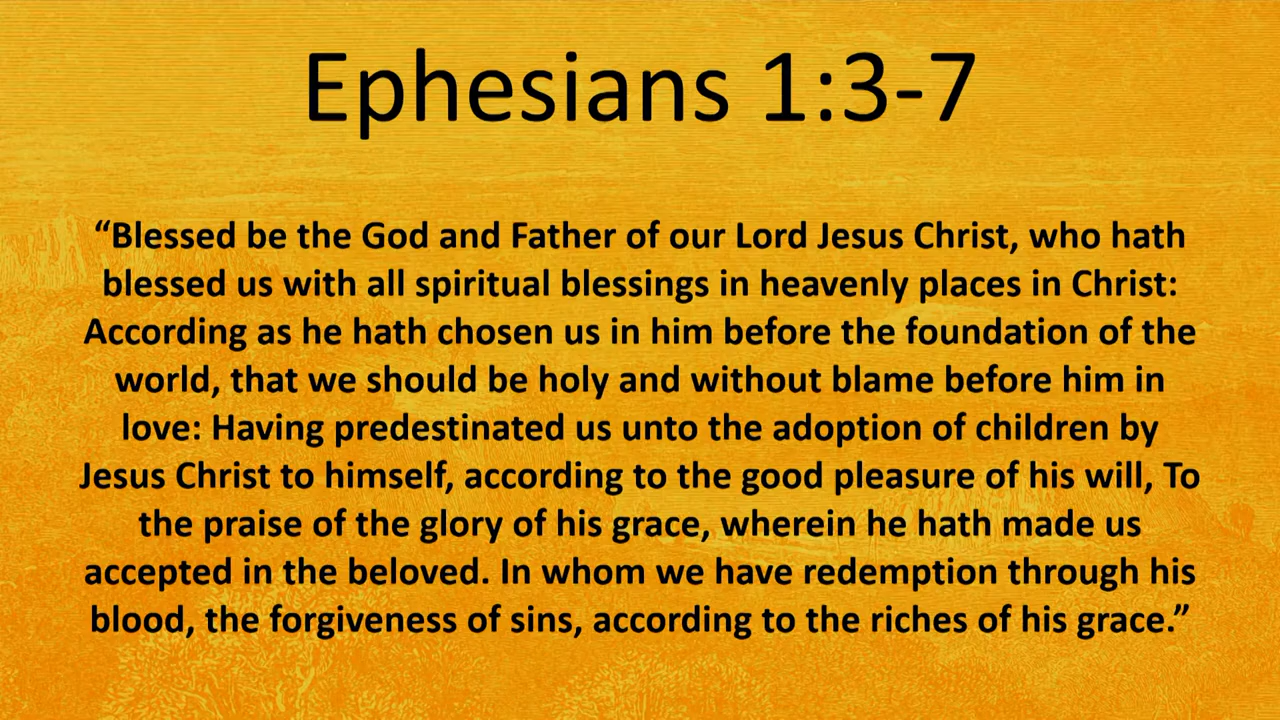 Ephesians 1:3-7
“Blessed be the God and Father of our Lord Jesus Christ, who hath
blessed us with all spiritual blessings in heavenly places in Christ:
According as he hath chosen us in him before the foundation of the
world, that we should be holy and without blame before him in
love: Having predestinated us unto the adoption of children by
Jesus Christ to himself, according to the good pleasure of his will, To
the praise of the glory of his grace, wherein he hath made us
accepted in the beloved. In whom we have redemption through his
blood, the forgiveness of sins, according to the riches of his grace.”